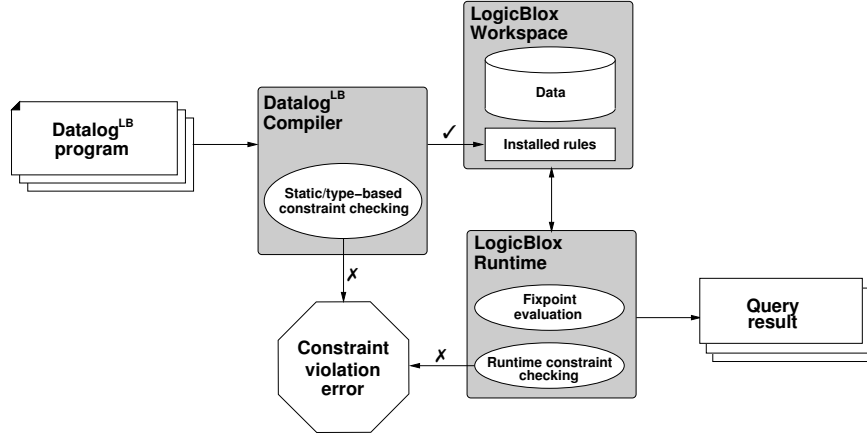 LogicBlox
Workspace
Data
Installed rules
Datalog^LB
program
Datalog^LB
Compiler
✓
Static/type-based
constraint checking
✗
LogicBlox
Runtime
Fixpoint
evaluation
Runtime constraint
checking
✗
Query
result
Constraint
violation
error